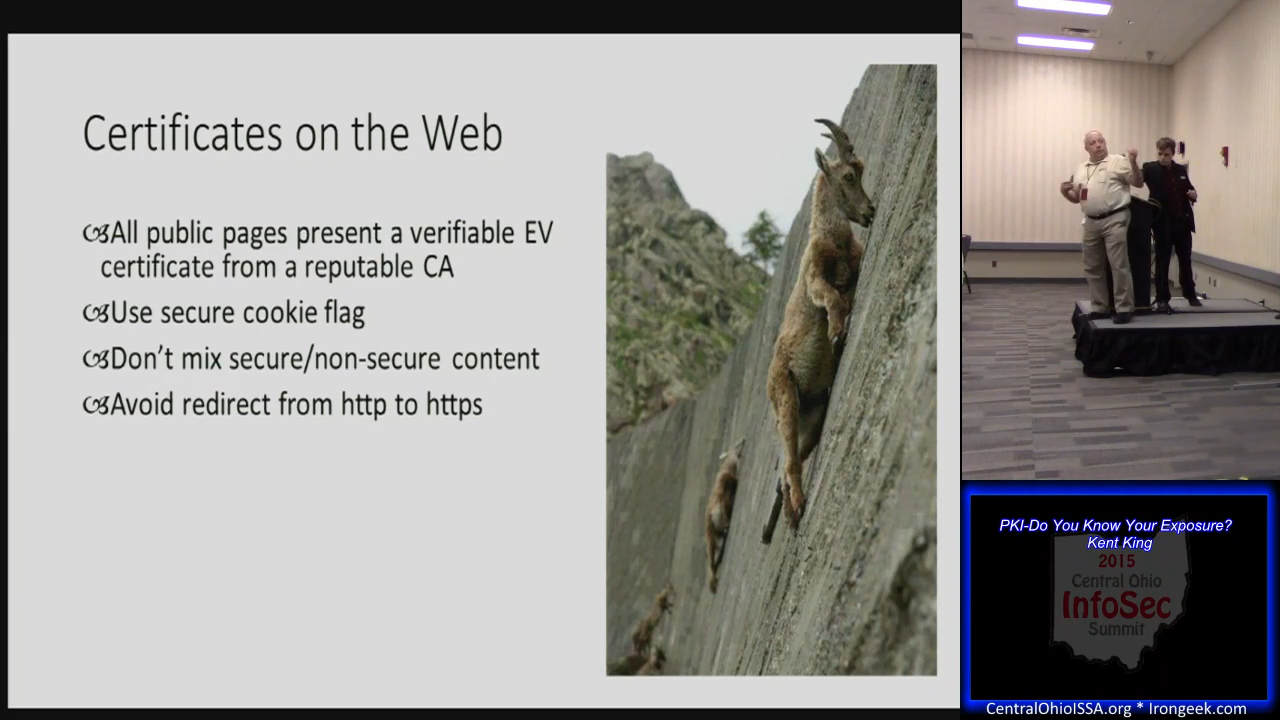 Certificates on the Web
All public pages present a verifiable EV
certificate from a reputable CA
Use secure cookie flag
Don't mix secure/non-secure content
Avoid redirect from http to https
PKI-Do You Know Your Exposure?
Kent King
2015
Central Ohio
InfoSec
Summit
CentralOhioISSA.org * Irongeek.com